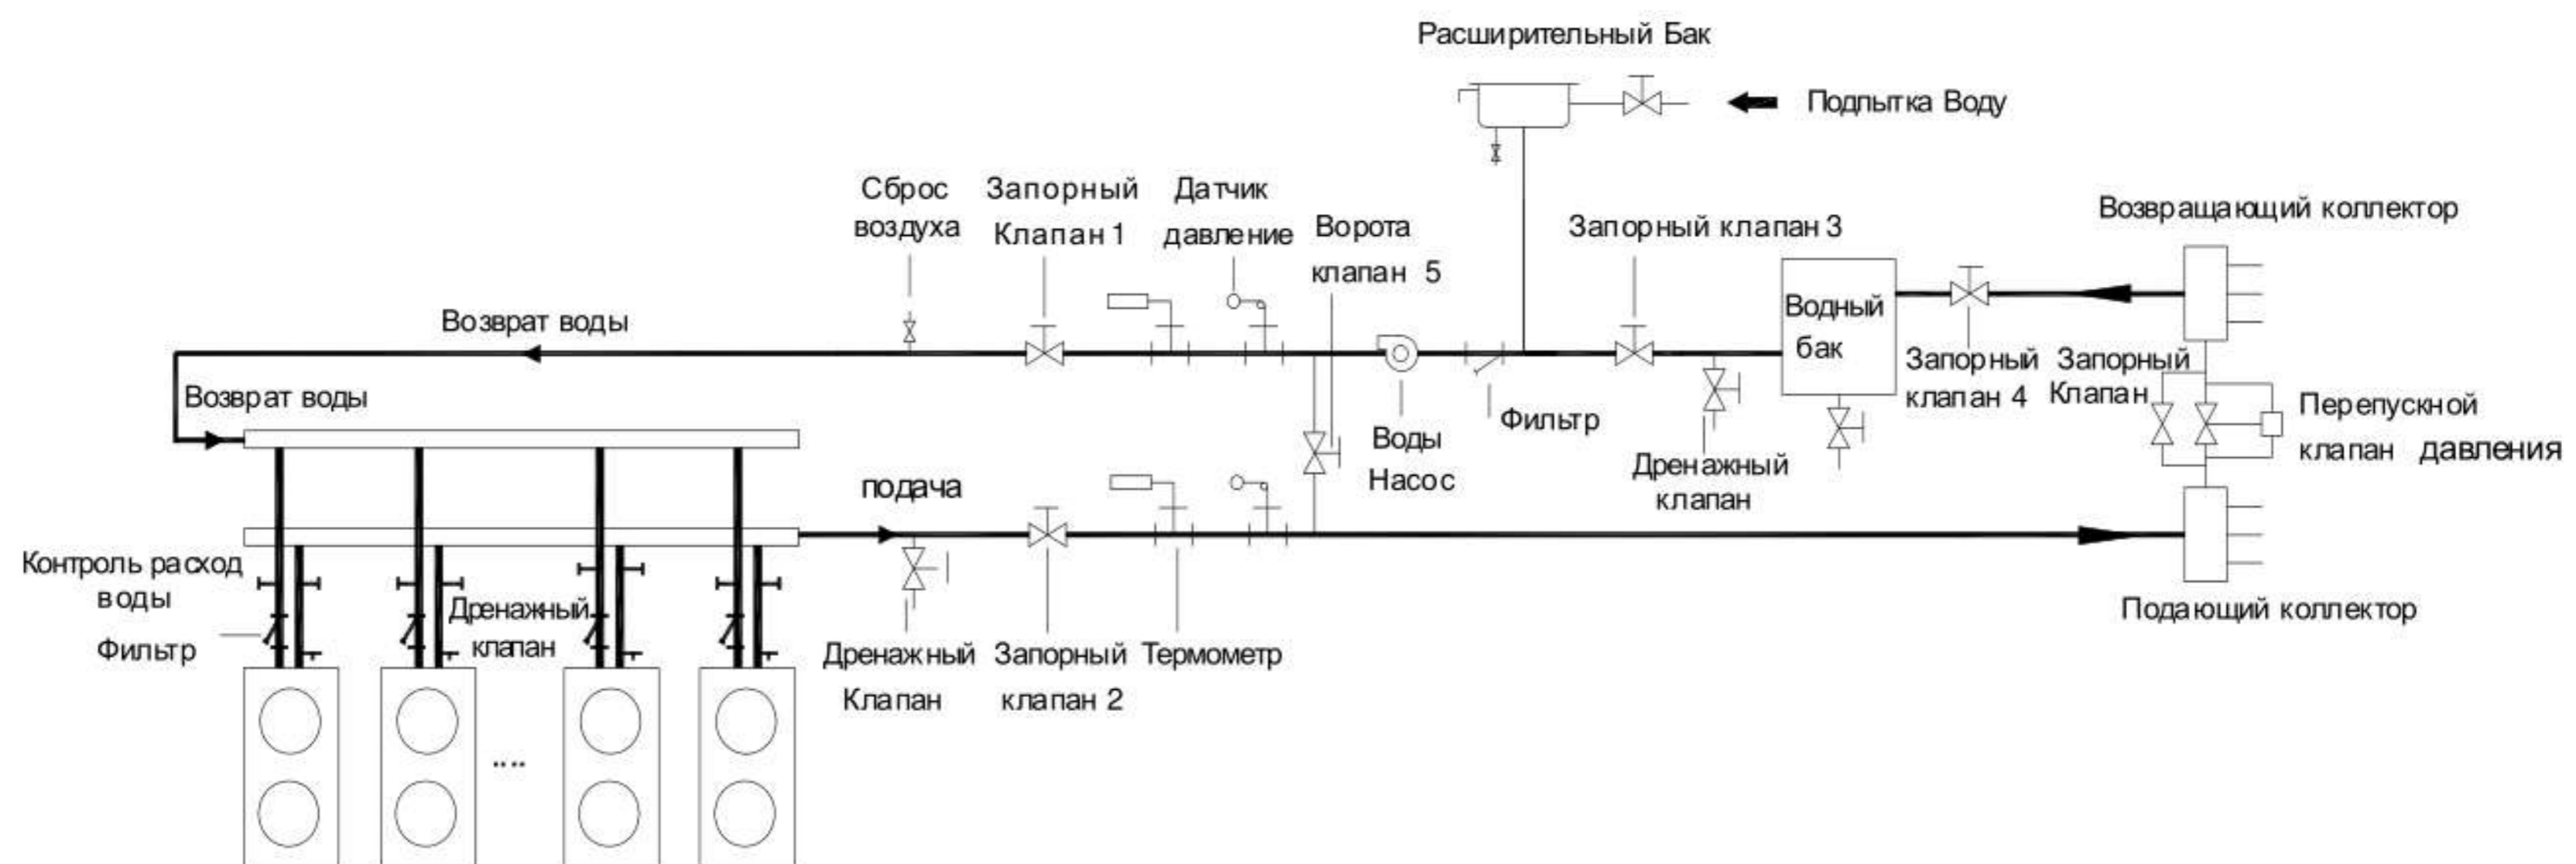 Расширительный Бак
Подпытка Воду
Сброс
воздуха
Запорный
Клапан 1
Датчик
давление
Ворота
клапан 5
Запорный клапан 3
Возвращающий коллектор
Возврат воды
Возврат воды
Водный
бак
Запорный
клапан 4
Запорный
Клапан
Перепускной
клапан давления
Фильтр
Воды
Насос
Дренажный
клапан
подача
Контроль расход
воды
Фильтр
Дренажный
клапан
Дренажный
Клапан
Запорный
клапан 2
Термометр
Подающий коллектор
....